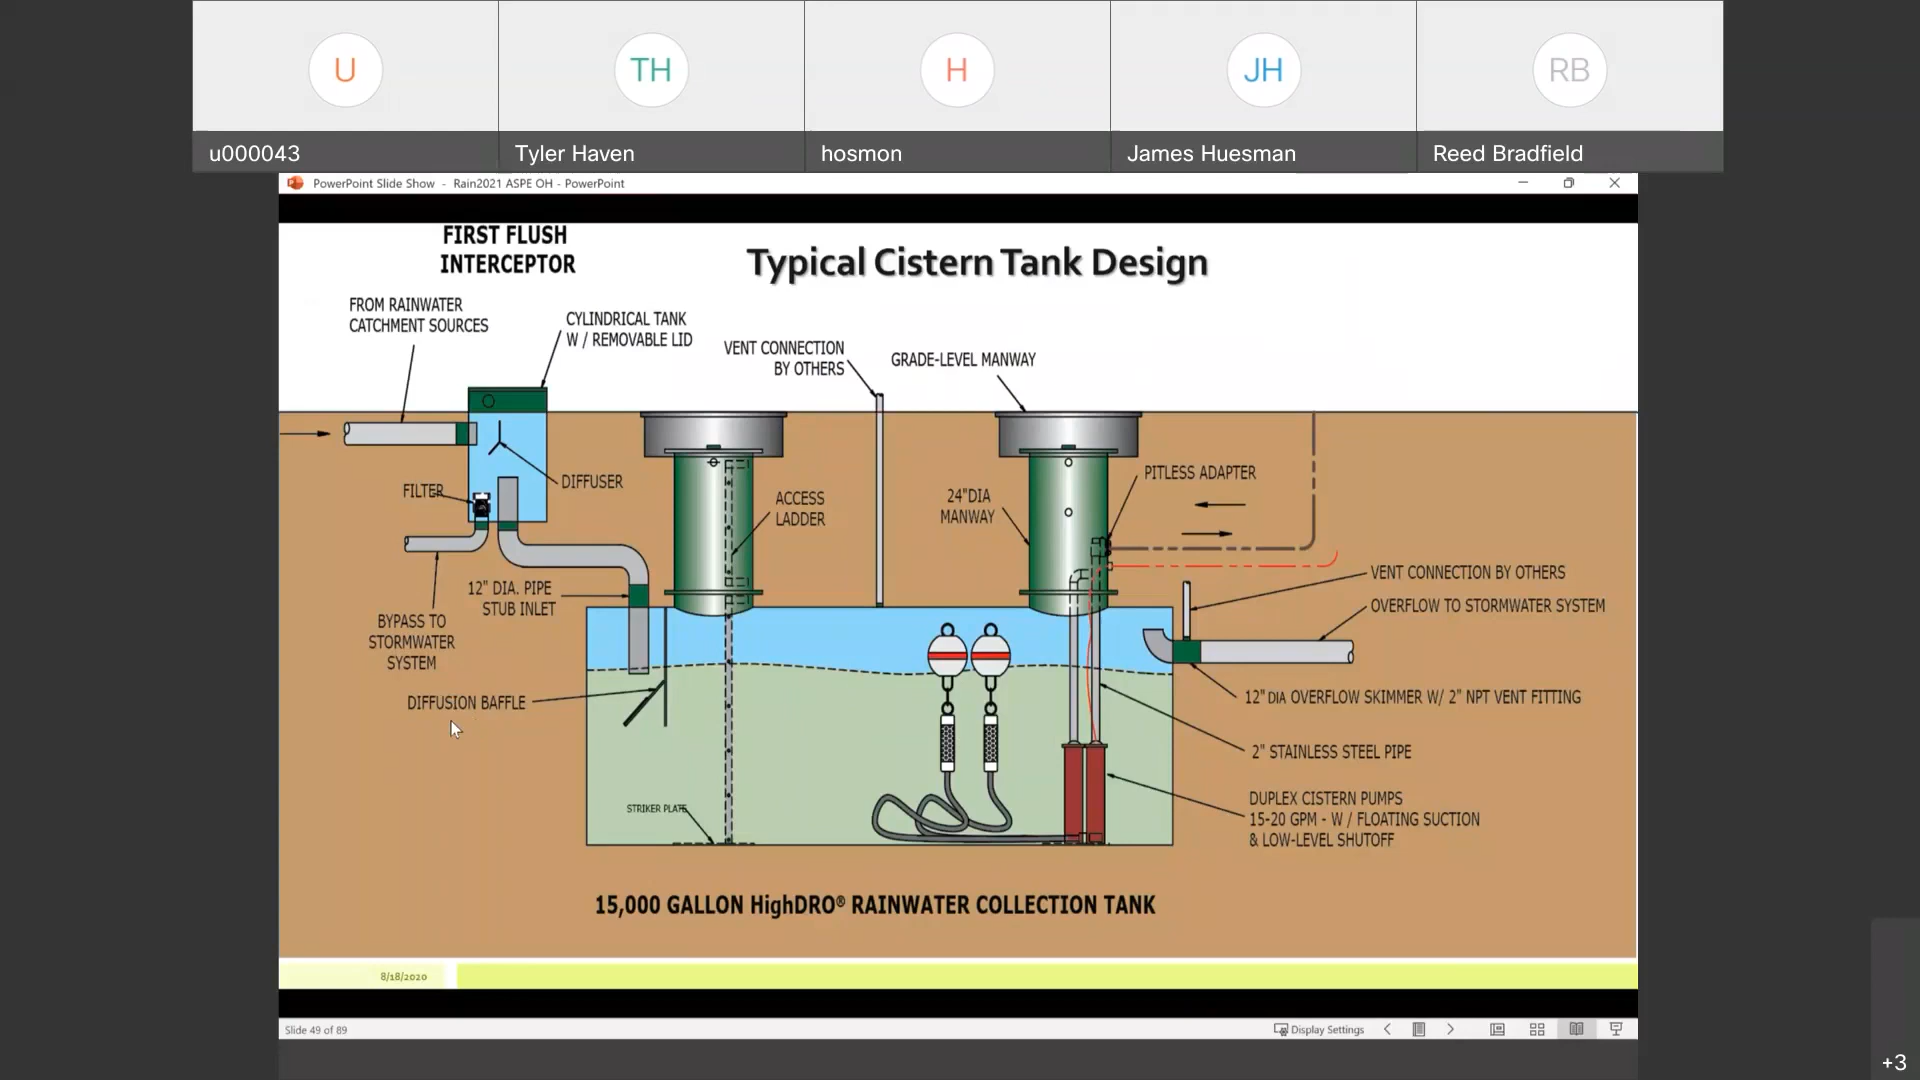 U
TH
H
JH
RB
u000043
Tyler Haven
hosmon
James Huesman
Reed Bradfield
PowerPoint Slide Show - Rain2021 ASPE OH - PowerPoint
FIRST FLUSH
INTERCEPTOR
Typical Cistern Tank Design
FROM RAINWATER
CATCHMENT SOURCES
CYLINDRICAL TANK
W / REMOVABLE LID
VENT CONNECTION
BY OTHERS
GRADE-LEVEL MANWAY
FILTER
DIFFUSER
ACCESS
LADDER
24"DIA
MANWAY
PITLESS ADAPTER
12" DIA. PIPE
STUB INLET
BYPASS TO
STORMWATER
SYSTEM
VENT CONNECTION BY OTHERS
OVERFLOW TO STORMWATER SYSTEM
DIFFUSION BAFFLE
12" DIA OVERFLOW SKIMMER W/ 2" NPT VENT FITTING
2" STAINLESS STEEL PIPE
STRIKER PLATE
DUPLEX CISTERN PUMPS
15-20 GPM - W / FLOATING SUCTION
& LOW-LEVEL SHUTOFF
15,000 GALLON HighDRO® RAINWATER COLLECTION TANK
8/18/2020
Slide 49 of 89
Display Settings
+3